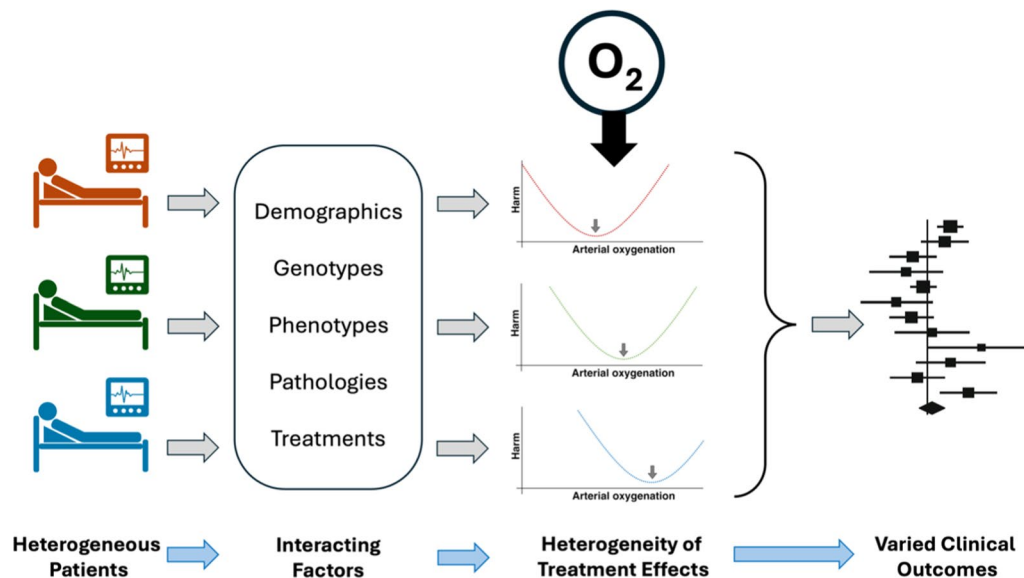 O₂
Demographics
Genotypes
Phenotypes
Pathologies
Treatments
Harm
Arterial oxygenation
Harm
Arterial oxygenation
Harm
Arterial oxygenation
Heterogeneous
Patients
Interacting
Factors
Heterogeneity of
Treatment Effects
Varied Clinical
Outcomes